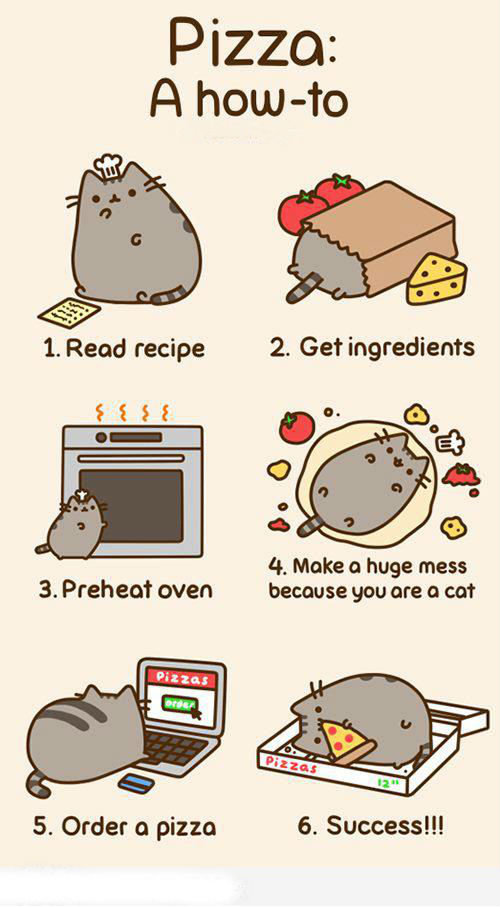 Pizza:
A how-to
1. Read recipe
2. Get ingredients
3. Preheat oven
4. Make a huge mess
because you are a cat
Pizzas
order
5. Order a pizza
Pizzas
12"
6. Success!!!